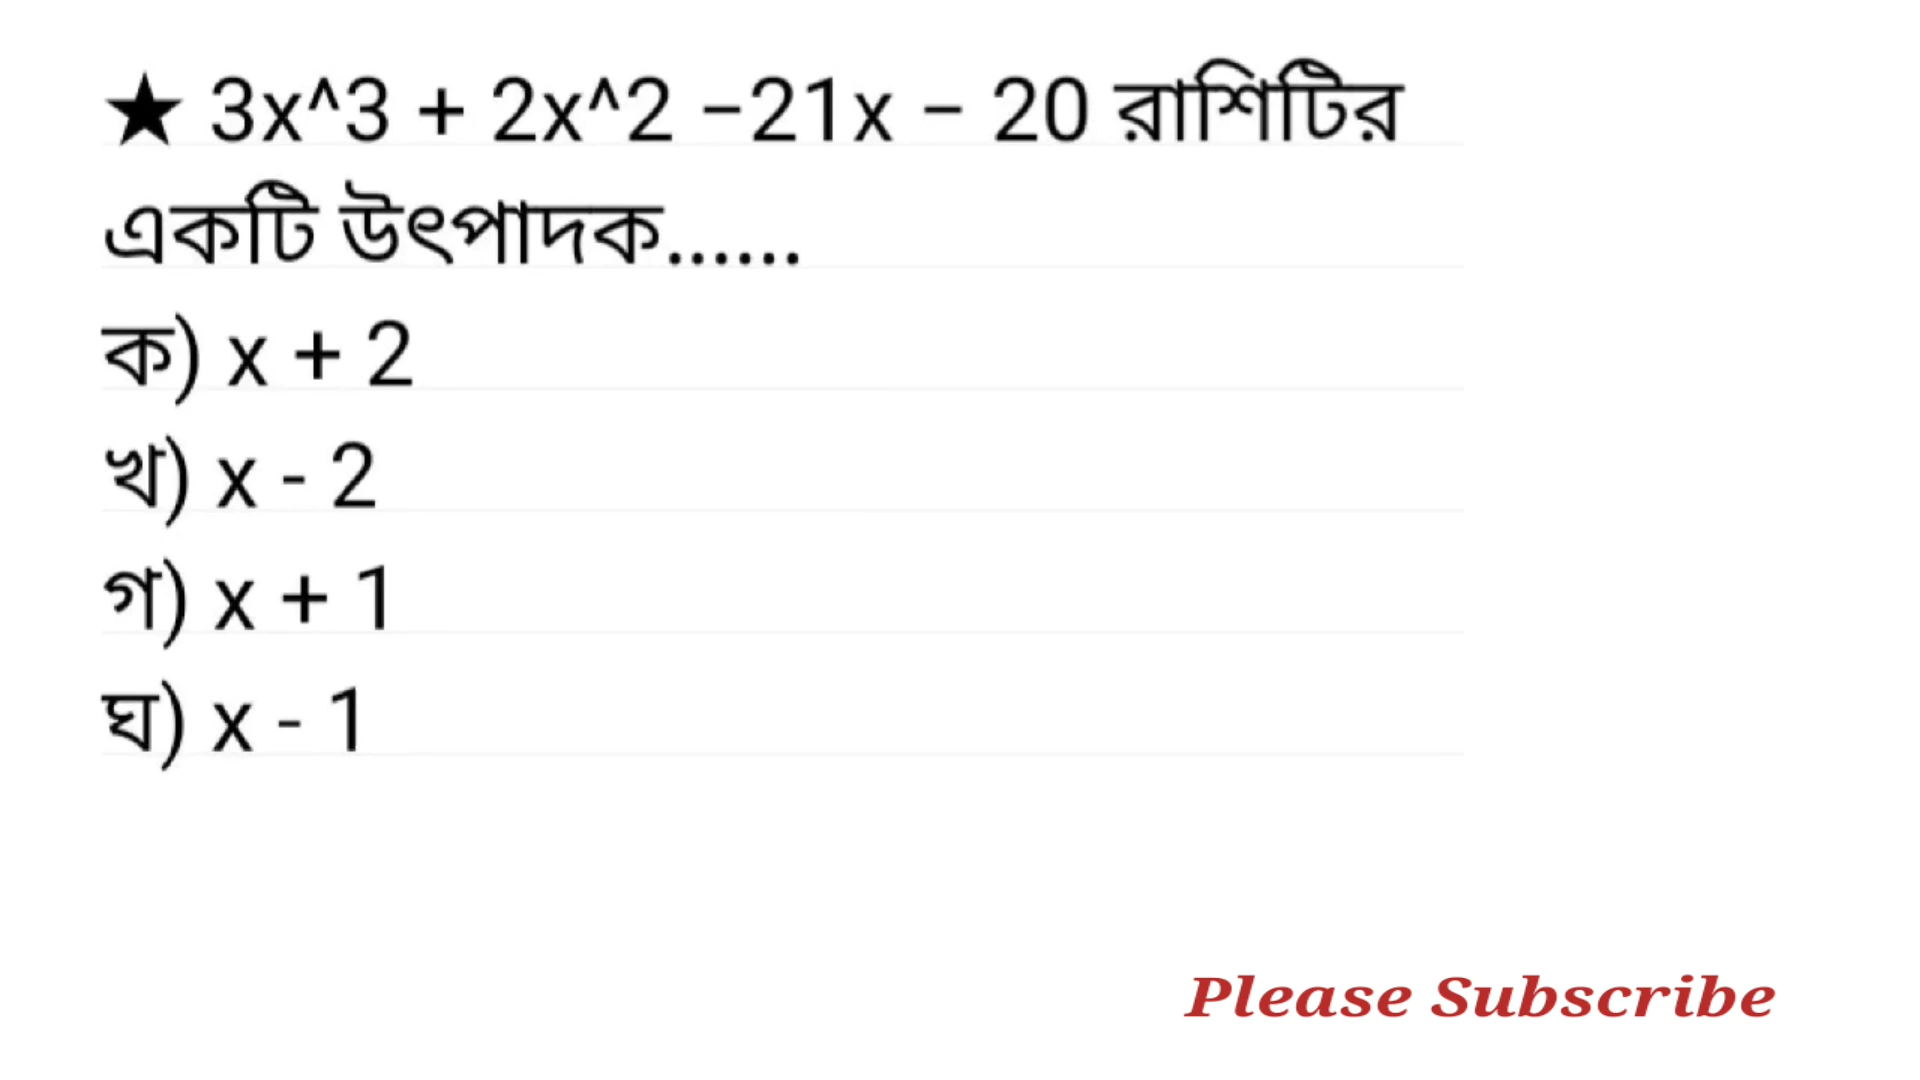 ★ 3x^3 + 2x^2 −21x − 20 রাশিটির
একটি উৎপাদক......
ক) x + 2
খ) x - 2
গ) x + 1
ঘ) x - 1
Please Subscribe